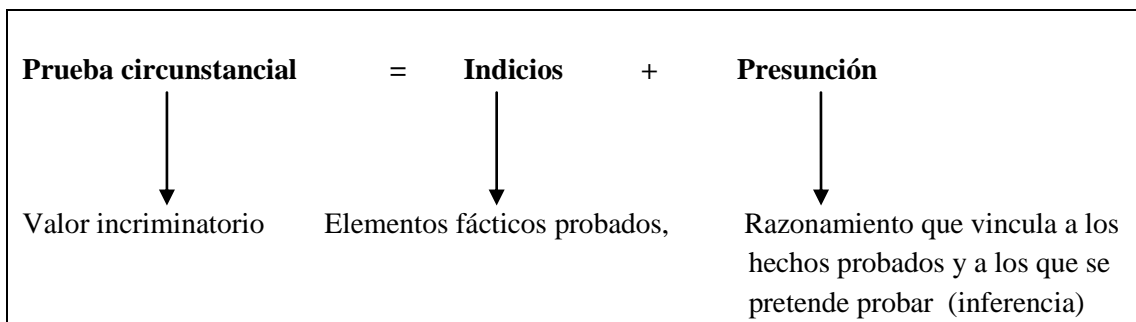 Prueba circunstancial = Indicios + Presunción
Valor incriminatorio Elementos fácticos probados, Razonamiento que vincula a los
hechos probados y a los que se
pretende probar (inferencia)